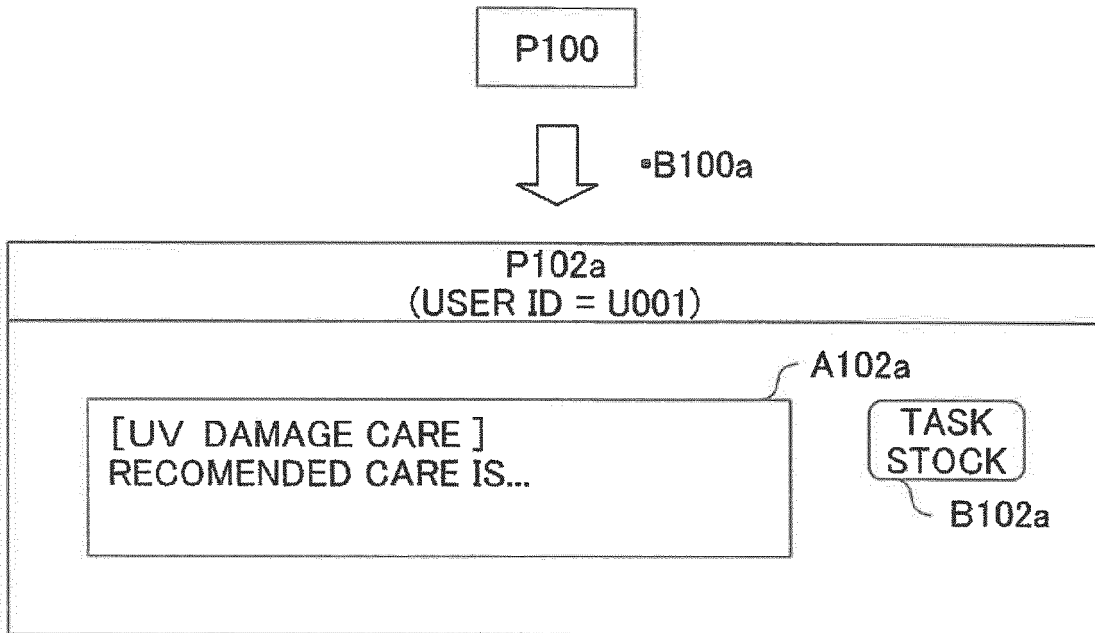 P100
▪B100a
P102a
(USER ID = U001)
A102a
[UV DAMAGE CARE]
RECOMENDED CARE IS...
TASK
STOCK
B102a